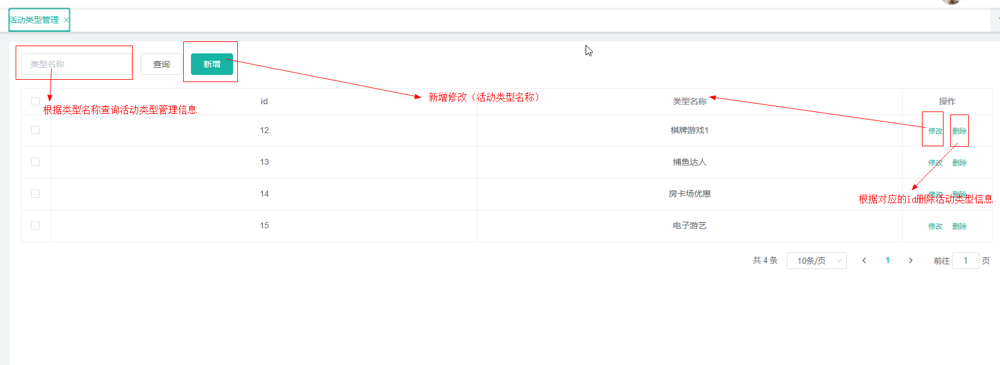 活动类型管理
类型名称 查询 新增
id 类型名称 操作
新增修改（活动类型名称）
根据类型名称查询活动类型管理信息
12 棋牌游戏1 修改 删除
13 捕鱼达人 修改 删除
14 房卡场优惠 修改 删除
根据对应的id删除活动类型信息
15 电子游艺 修改 删除
共 4 条 10条/页 1 前往 1 页